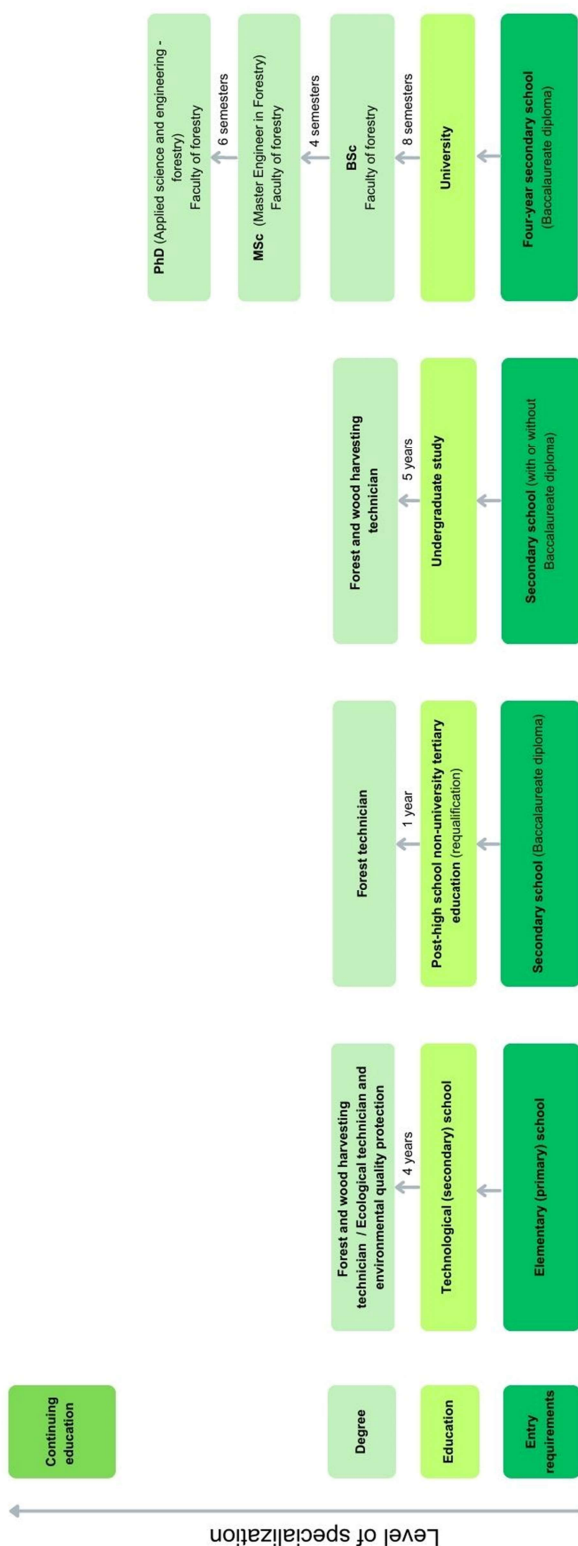 Level of specialization
Continuing
education
Degree
Education
Entry
requirements
Forest and wood harvesting
technician / Ecological technician and
environmental quality protection
4 years
Technological (secondary) school
Elementary (primary) school
Forest technician
1 year
Post-high school non-university tertiary
education (requalification)
Secondary school (Baccalaureate diploma)
Forest and wood harvesting
technician
5 years
Undergraduate study
Secondary school (with or without
Baccalaureate diploma)
PhD (Applied science and engineering -
forestry)
Faculty of forestry
6 semesters
MSc (Master Engineer in Forestry)
Faculty of forestry
4 semesters
BSc
Faculty of forestry
8 semesters
University
Four-year secondary school
(Baccalaureate diploma)